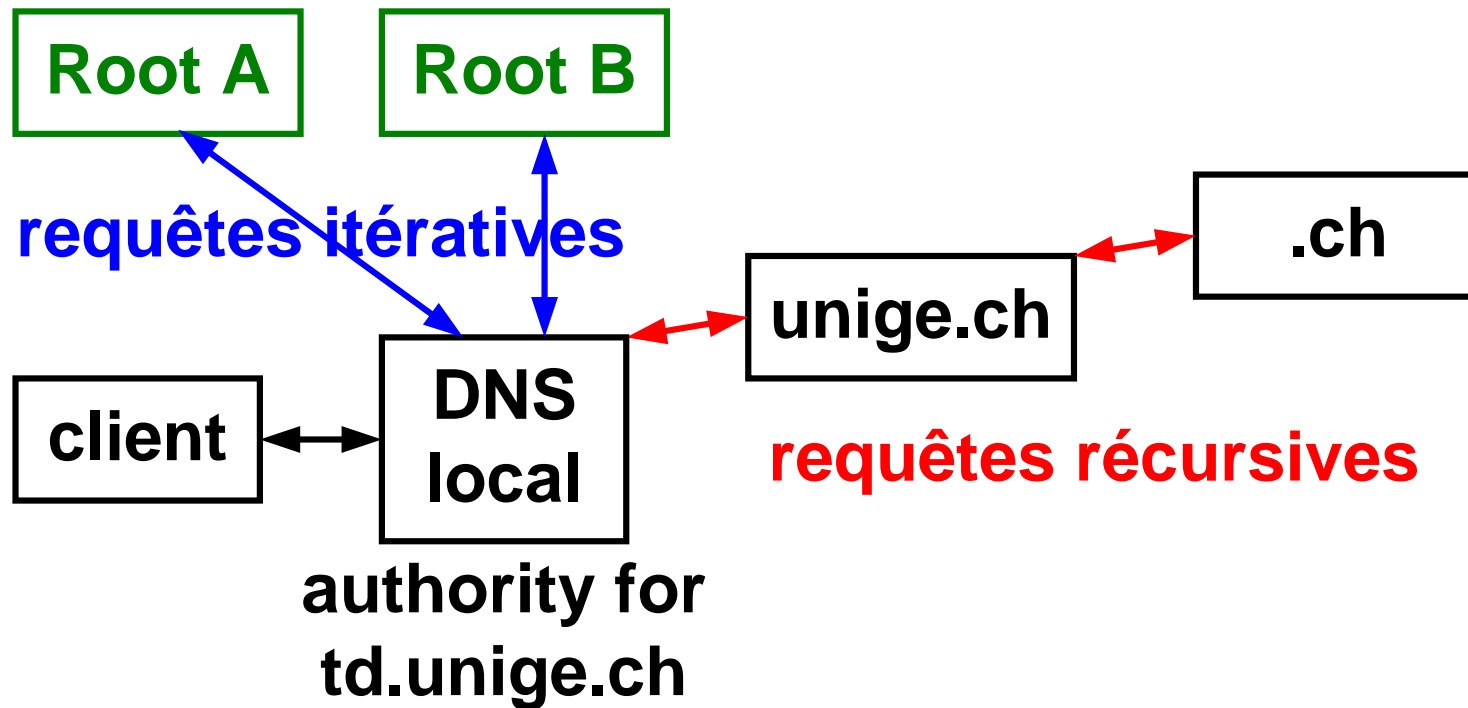 Root A
Root B
requêtes itératives
.ch
unige.ch
client
DNS
local
requêtes récursives
authority for
td.unige.ch